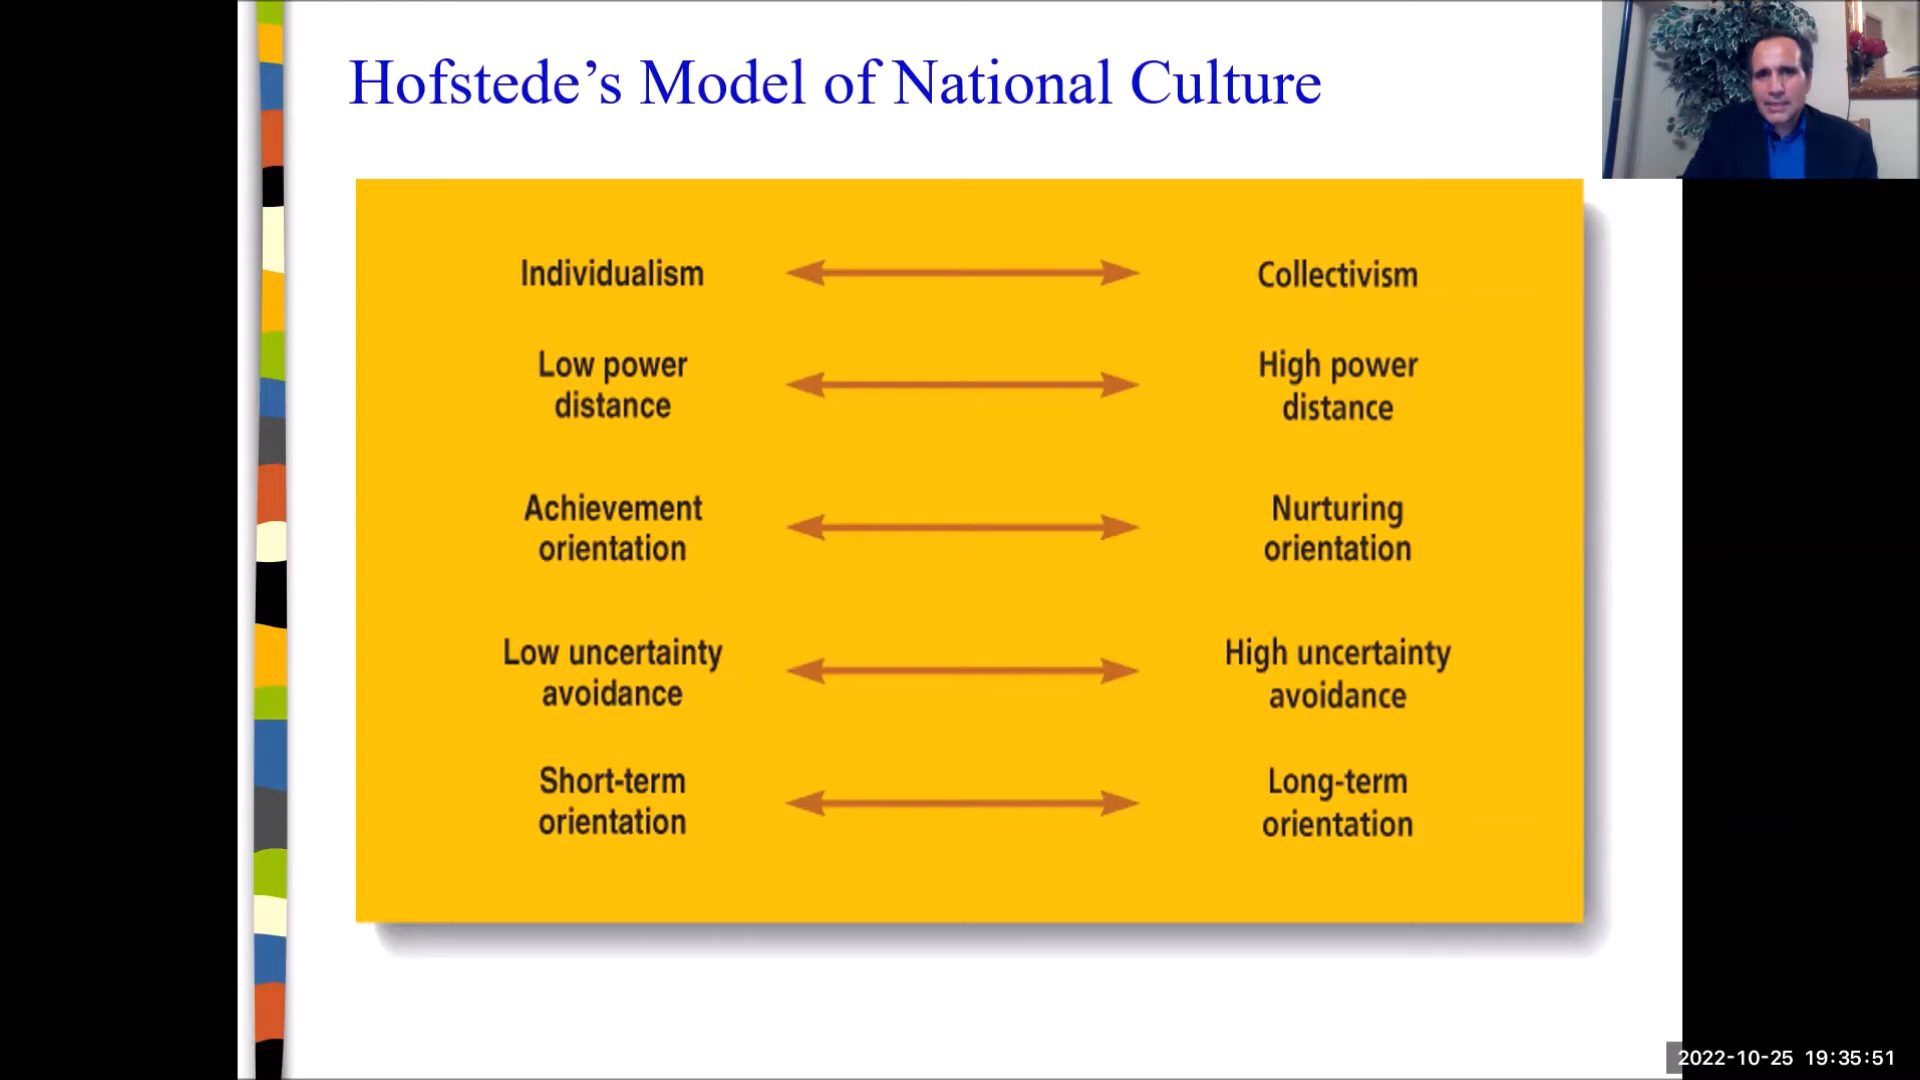 Hofstede’s Model of National Culture
Individualism
Collectivism
Low power
distance
High power
distance
Achievement
orientation
Nurturing
orientation
Low uncertainty
avoidance
High uncertainty
avoidance
Short-term
orientation
Long-term
orientation
2022-10-25 19:35:51